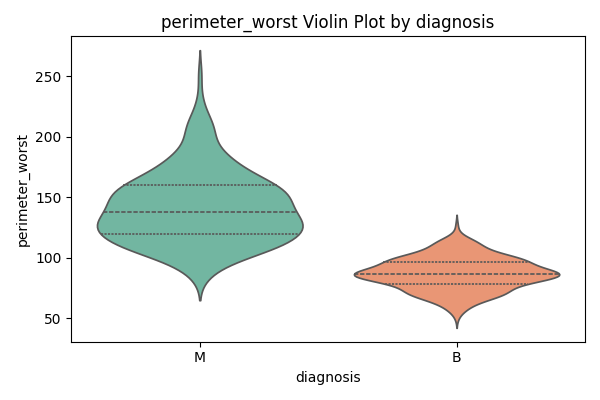 perimeter_worst Violin Plot by diagnosis
perimeter_worst
250
200
150
100
50
M
B
diagnosis